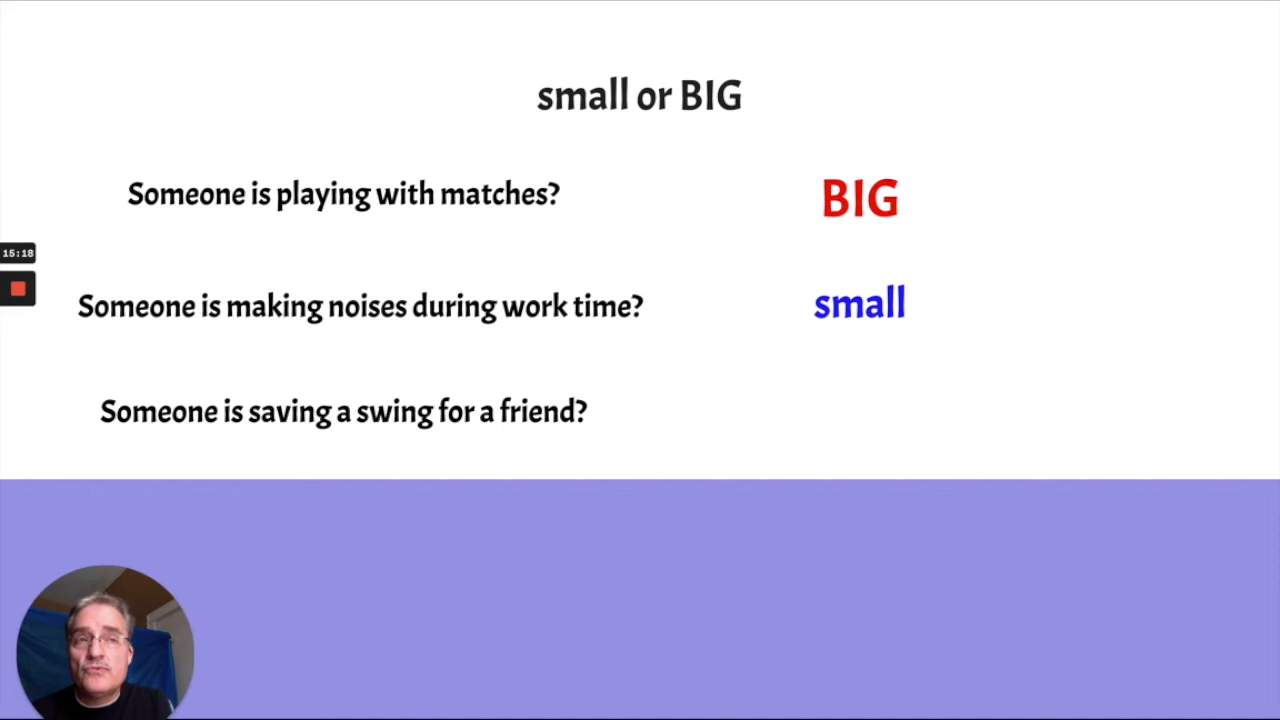 small or BIG
Someone is playing with matches?
BIG
15:18
Someone is making noises during work time?
small
Someone is saving a swing for a friend?